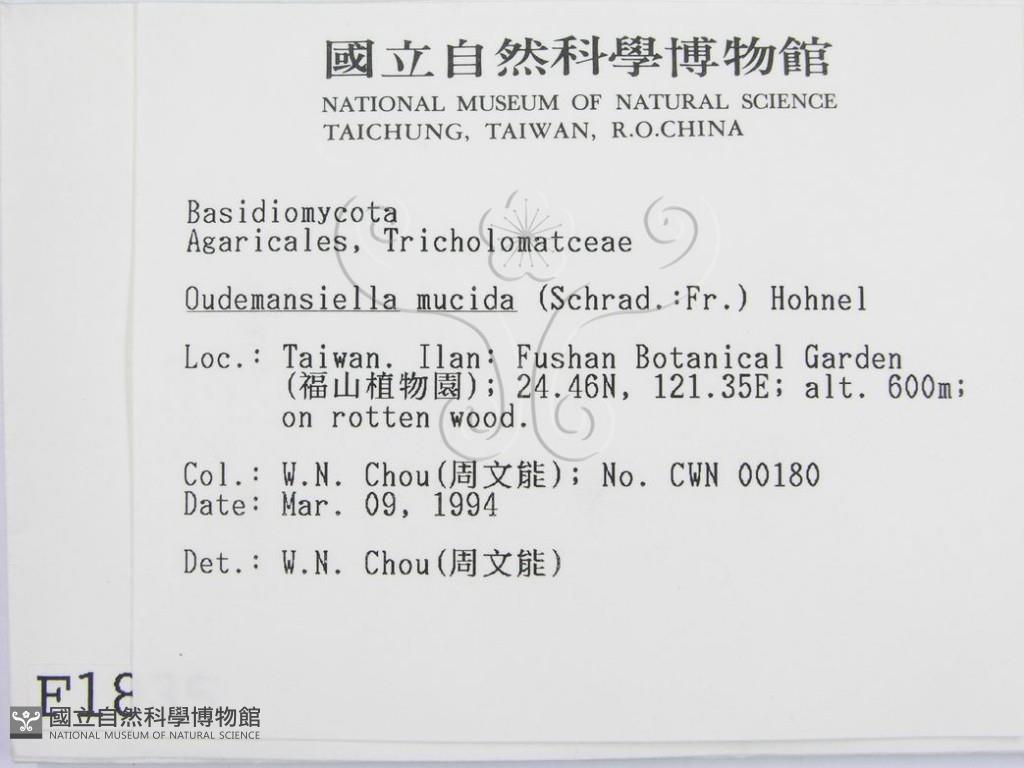 國立自然科學博物館
NATIONAL MUSEUM OF NATURAL SCIENCE
TAICHUNG, TAIWAN, R.O.CHINA
Basidiomycota
Agaricales, Tricholomatceae
Oudemansiella mucida (Schrad.:Fr.) Hohnel
Loc.: Taiwan. Ilan: Fushan Botanical Garden
(福山植物園); 24.46N, 121.35E; alt. 600m;
on rotten wood.
Col.: W.N. Chou(周文能); No. CWN 00180
Date: Mar. 09, 1994
Det.: W.N. Chou(周文能)
國立自然科學博物館
NATIONAL MUSEUM OF NATURAL SCIENCE